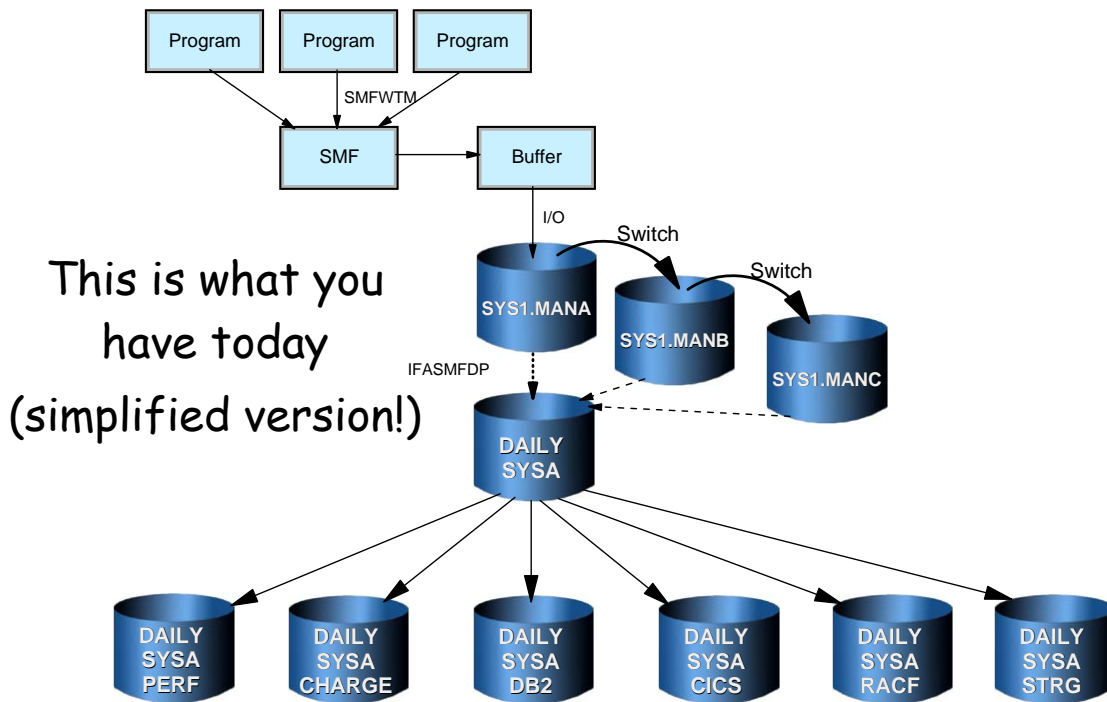 Program
Program
Program
SMFWTM
SMF
Buffer
I/O
Switch
Switch
SYS1.MANA
SYS1.MANB
SYS1.MANC
This is what you
have today
(simplified version!)
IFASMFDP
DAILY
SYSA
DAILY
SYSA
PERF
DAILY
SYSA
CHARGE
DAILY
SYSA
DB2
DAILY
SYSA
CICS
DAILY
SYSA
RACF
DAILY
SYSA
STRG